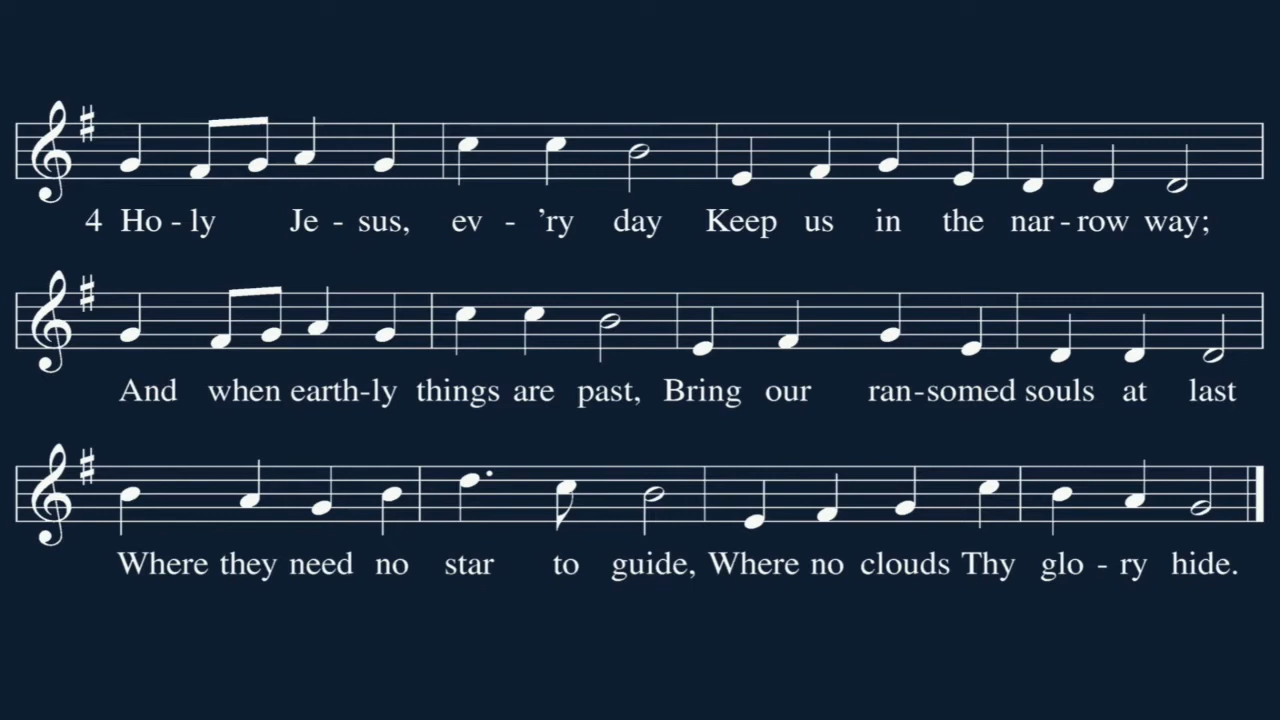 4 Ho - ly Je - sus, ev - ’ry day Keep us in the nar - row way;
And when earth - ly things are past, Bring our ran - somed souls at last
Where they need no star to guide, Where no clouds Thy glo - ry hide.